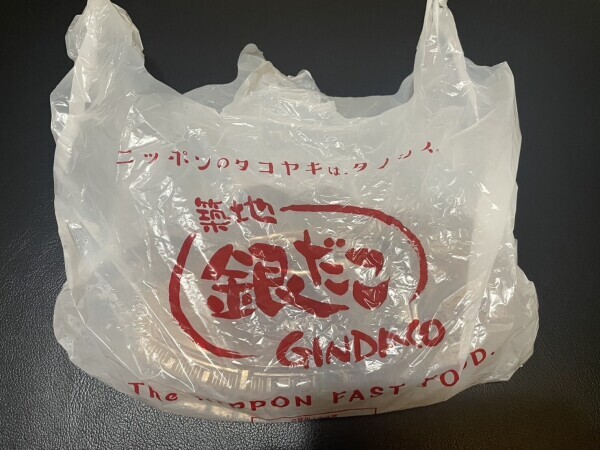 ニッポンのタコヤキは、タノシイ。
築地
銀だこ
GINDACO
The NIPPON FAST FOOD.